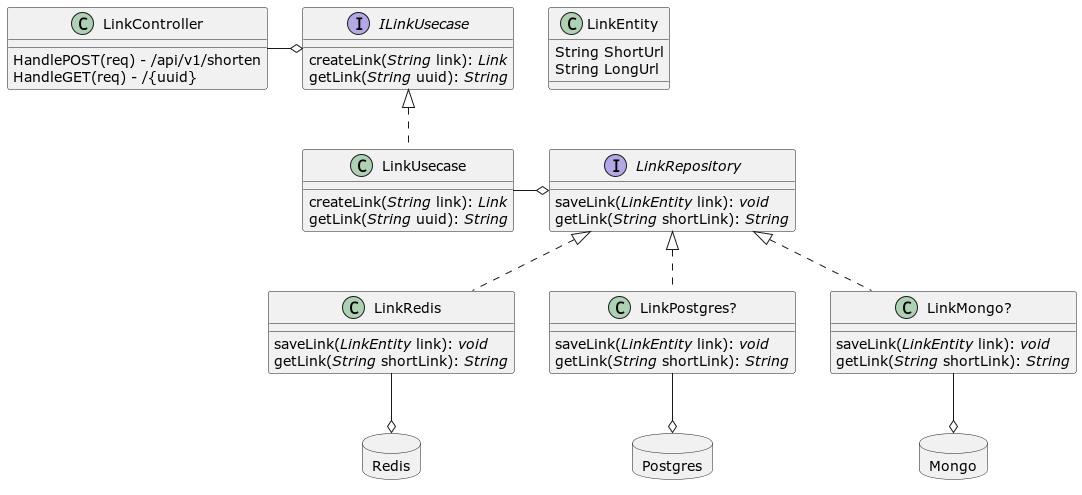 C LinkController
HandlePOST(req) - /api/v1/shorten
HandleGET(req) - /{uuid}
I ILinkUsecase
createLink(String link): Link
getLink(String uuid): String
C LinkEntity
String ShortUrl
String LongUrl
C LinkUsecase
createLink(String link): Link
getLink(String uuid): String
I LinkRepository
saveLink(LinkEntity link): void
getLink(String shortLink): String
C LinkRedis
saveLink(LinkEntity link): void
getLink(String shortLink): String
C LinkPostgres?
saveLink(LinkEntity link): void
getLink(String shortLink): String
C LinkMongo?
saveLink(LinkEntity link): void
getLink(String shortLink): String
Redis
Postgres
Mongo